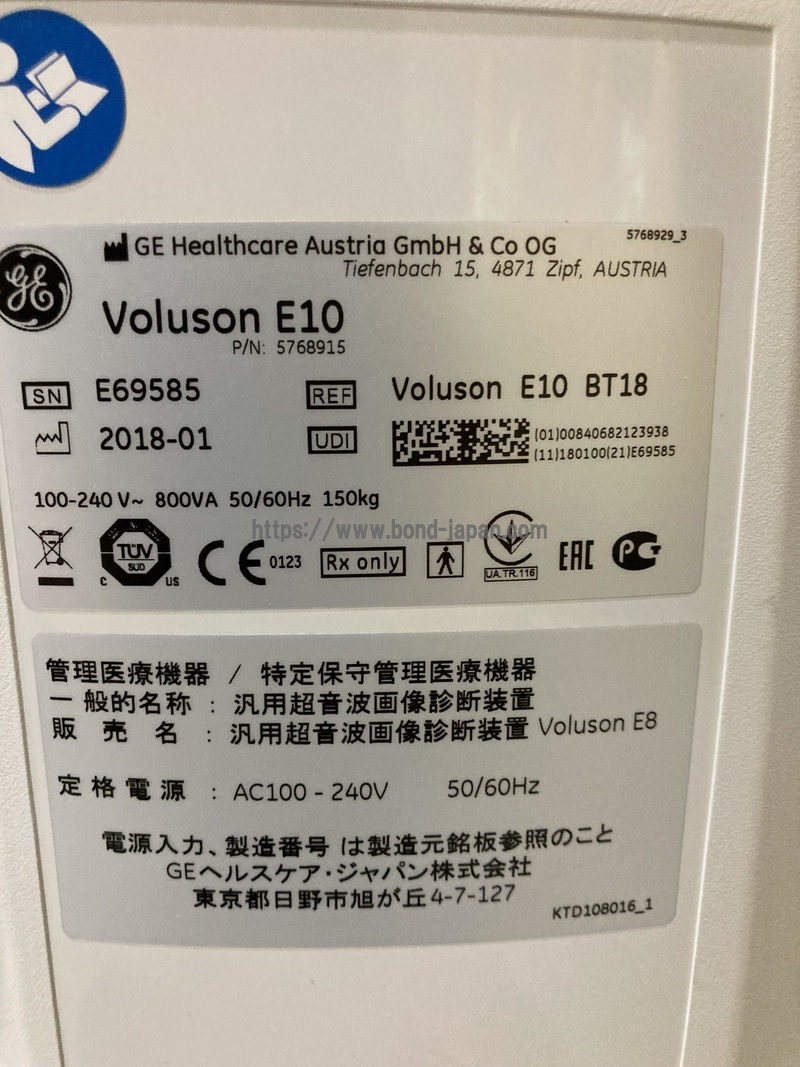 5768929_3
GE Healthcare Austria GmbH & Co OG
Tiefenbach 15, 4871 Zipf, AUSTRIA
GE
Voluson E10
P/N: 5768915
SN E69585 REF Voluson E10 BT18
2018-01 UDI (01)00840682123938
(11)180100(21)E69585
100-240 V~ 800VA 50/60Hz 150kg
https://www.bond-japan.com
TÜV
SÜD
C US
CE 0123 Rx only UA.TR.116 EAC PG
管理医療機器 / 特定保守管理医療機器
一般的名称 : 汎用超音波画像診断装置
販売名 : 汎用超音波画像診断装置 Voluson E8
定格電源 : AC100 - 240V 50/60Hz
電源入力、製造番号 は製造元銘板参照のこと
GEヘルスケア・ジャパン株式会社
東京都日野市旭が丘4-7-127
KTD108016_1